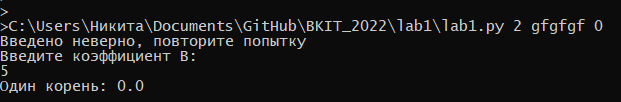 >
>C:\Users\Никита\Documents\GitHub\BKIT_2022\lab1\lab1.py 2 gfgfgf 0
Введено неверно, повторите попытку
Введите коэффициент B:
5
Один корень: 0.0